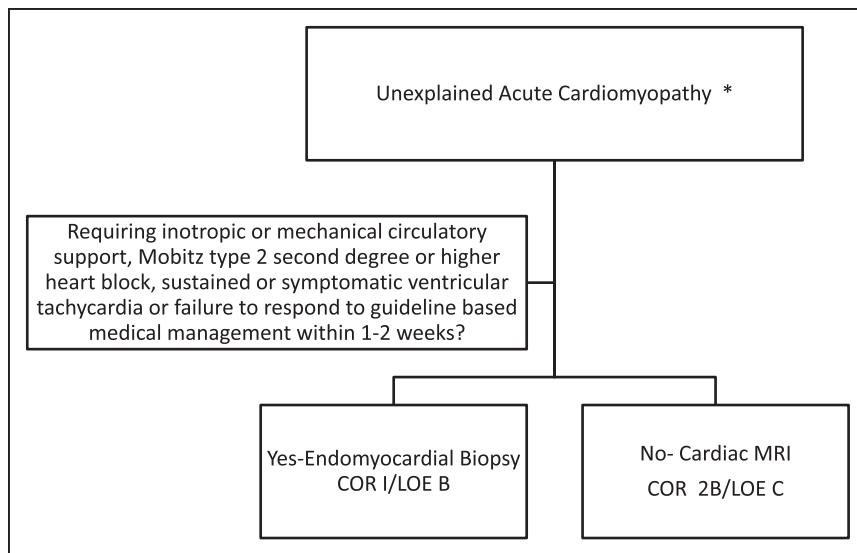 Unexplained Acute Cardiomyopathy *
Requiring inotropic or mechanical circulatory
support, Mobitz type 2 second degree or higher
heart block, sustained or symptomatic ventricular
tachycardia or failure to respond to guideline based
medical management within 1-2 weeks?
Yes-Endomyocardial Biopsy
COR I/LOE B
No- Cardiac MRI
COR 2B/LOE C